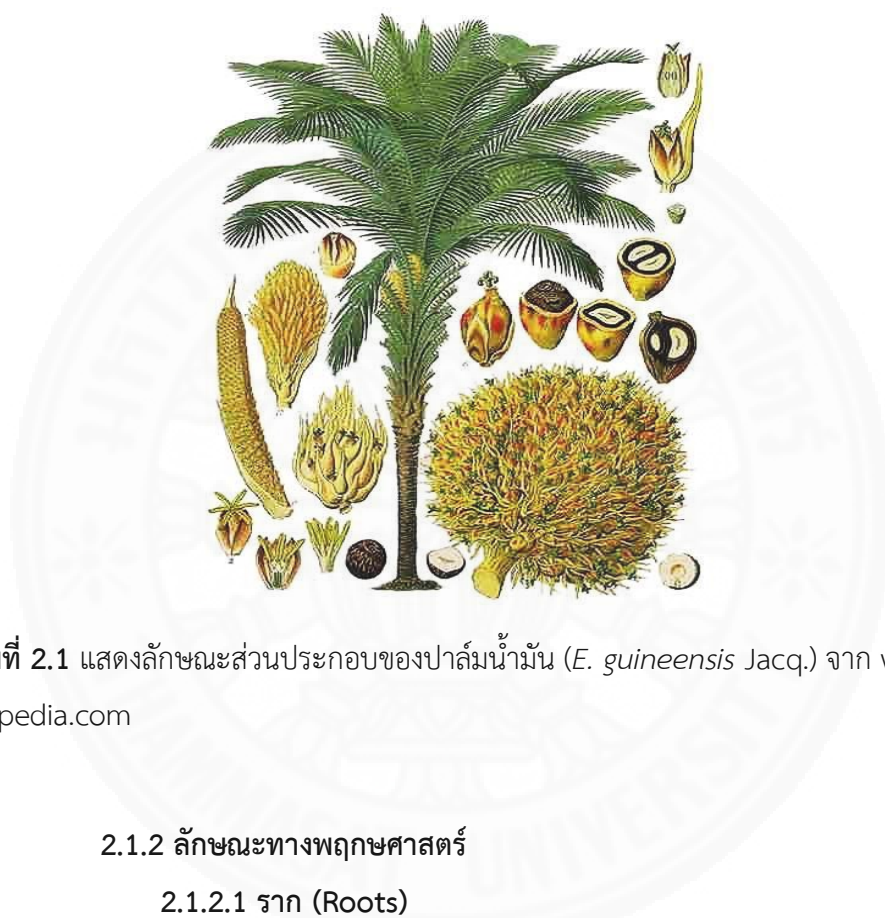 ที่ 2.1 แสดงลักษณะส่วนประกอบของปาล์มน้ำมัน (E. guineensis Jacq.) จาก
pedia.com
2.1.2 ลักษณะทางพฤกษศาสตร์
2.1.2.1 ราก (Roots)